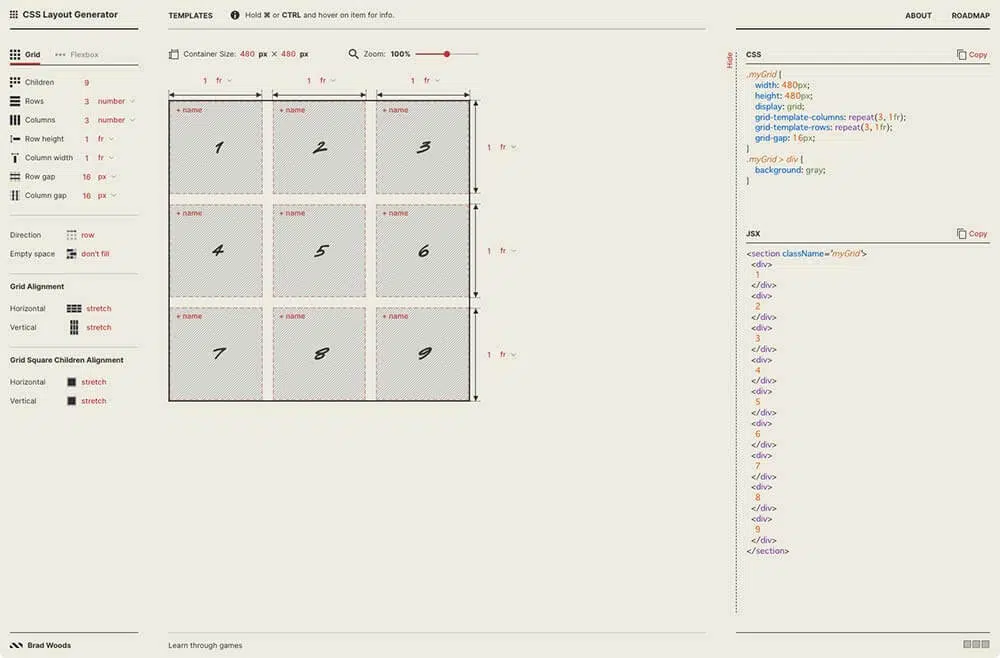 CSS Layout Generator
TEMPLATES
Hold ⌘ or CTRL and hover on item for info.
ABOUT
ROADMAP
Grid
Flexbox
Children 9
Rows 3 number
Columns 3 number
Row height 1 fr
Column width 1 fr
Row gap 16 px
Column gap 16 px
Direction row
Empty space don't fill
Grid Alignment
Horizontal stretch
Vertical stretch
Grid Square Children Alignment
Horizontal stretch
Vertical stretch
Container Size: 480 px × 480 px
Zoom: 100%
1 fr
1 fr
1 fr
+ name
+ name
+ name
1
2
3
1 fr
+ name
+ name
+ name
4
5
6
1 fr
+ name
+ name
+ name
7
8
9
1 fr
Hide
CSS
Copy
.myGrid {
width: 480px;
height: 480px;
display: grid;
grid-template-columns: repeat(3, 1fr);
grid-template-rows: repeat(3, 1fr);
grid-gap: 16px;
}
.myGrid > div {
background: gray;
}
JSX
Copy
<section className="myGrid">
<div>
1
</div>
<div>
2
</div>
<div>
3
</div>
<div>
4
</div>
<div>
5
</div>
<div>
6
</div>
<div>
7
</div>
<div>
8
</div>
<div>
9
</div>
</section>
Brad Woods
Learn through games